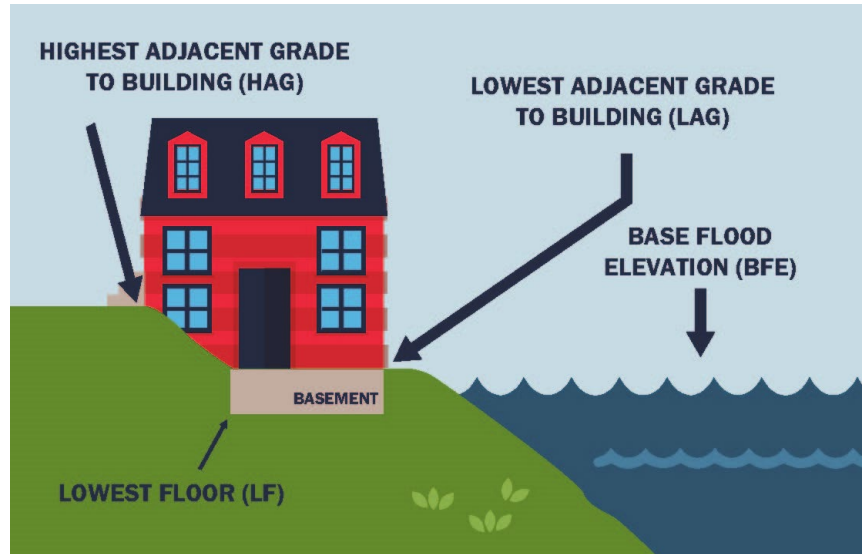 HIGHEST ADJACENT GRADE
TO BUILDING (HAG)
LOWEST ADJACENT GRADE
TO BUILDING (LAG)
BASE FLOOD
ELEVATION (BFE)
BASEMENT
LOWEST FLOOR (LF)